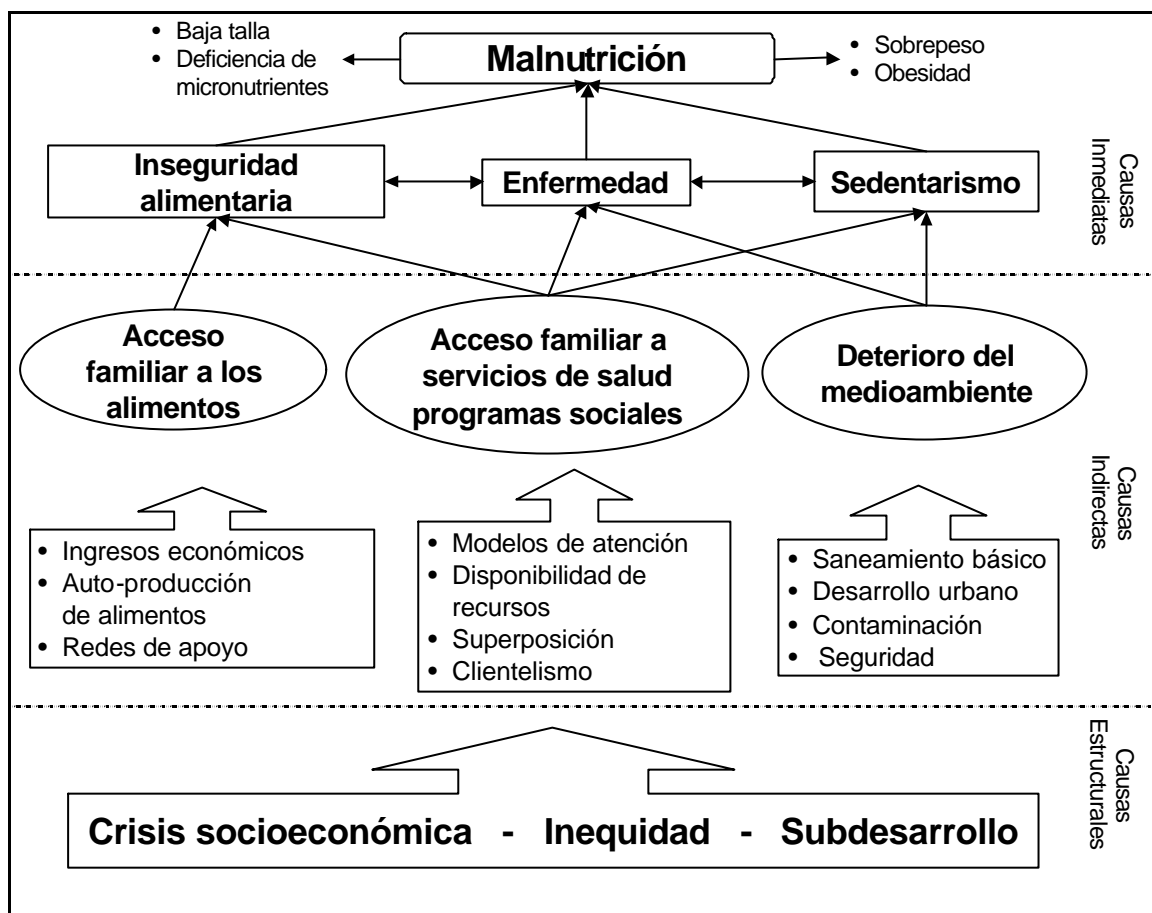 • Baja talla
• Deficiencia de
micronutrientes
Malnutrición
• Sobrepeso
• Obesidad
Inseguridad
alimentaria
Enfermedad
Sedentarismo
Causas
Inmediatas
Acceso
familiar a los
alimentos
Acceso familiar a
servicios de salud
programas sociales
Deterioro del
medioambiente
Causas
Indirectas
• Ingresos económicos
• Auto-producción
de alimentos
• Redes de apoyo
• Modelos de atención
• Disponibilidad de
recursos
• Superposición
• Clientelismo
• Saneamiento básico
• Desarrollo urbano
• Contaminación
• Seguridad
Causas
Estructurales
Crisis socioeconómica - Inequidad - Subdesarrollo